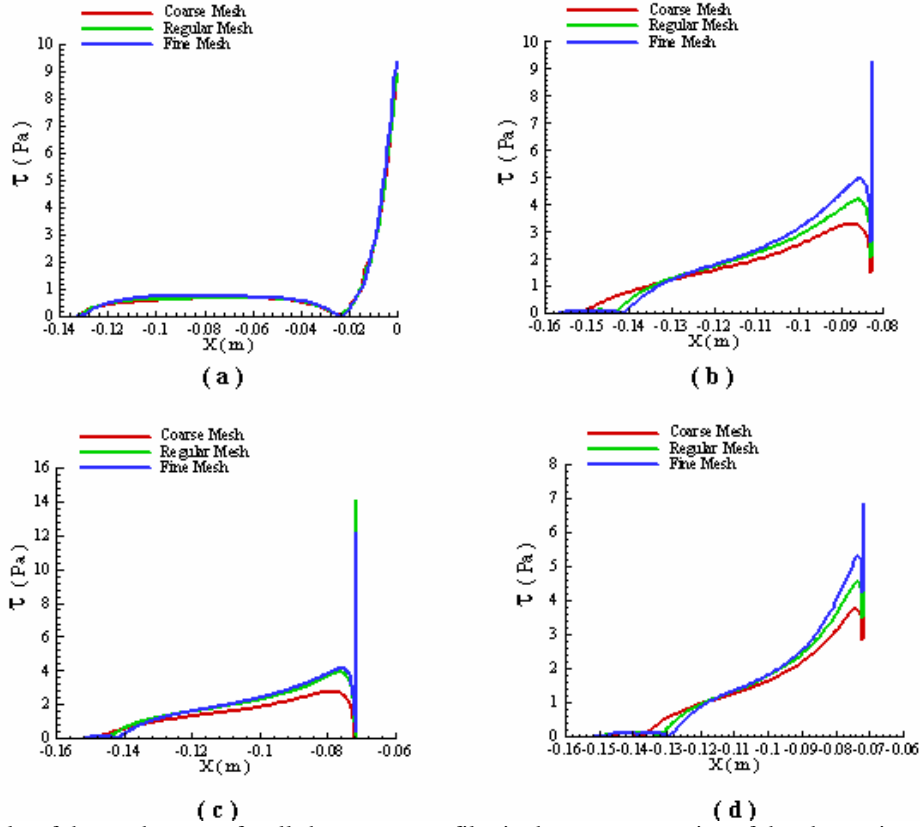 Coarse Mesh
Regular Mesh
Fine Mesh
10
9
8
7
6
5
4
3
2
1
0
τ (Pa)
-0.14 -0.12 -0.1 -0.08 -0.06 -0.04 -0.02 0
X(m)
(a)
Coarse Mesh
Regular Mesh
Fine Mesh
10
9
8
7
6
5
4
3
2
1
0
τ (Pa)
-0.16 -0.15 -0.14 -0.13 -0.12 -0.11 -0.1 -0.09 -0.08
X(m)
(b)
Coarse Mesh
Regular Mesh
Fine Mesh
16
14
12
10
8
6
4
2
0
τ (Pa)
-0.16 -0.14 -0.12 -0.1 -0.08 -0.06
X(m)
(c)
Coarse Mesh
Regular Mesh
Fine Mesh
8
7
6
5
4
3
2
1
0
τ (Pa)
-0.16 -0.15 -0.14 -0.13 -0.12 -0.11 -0.1 -0.09 -0.08 -0.07 -0.06
X(m)
(d)